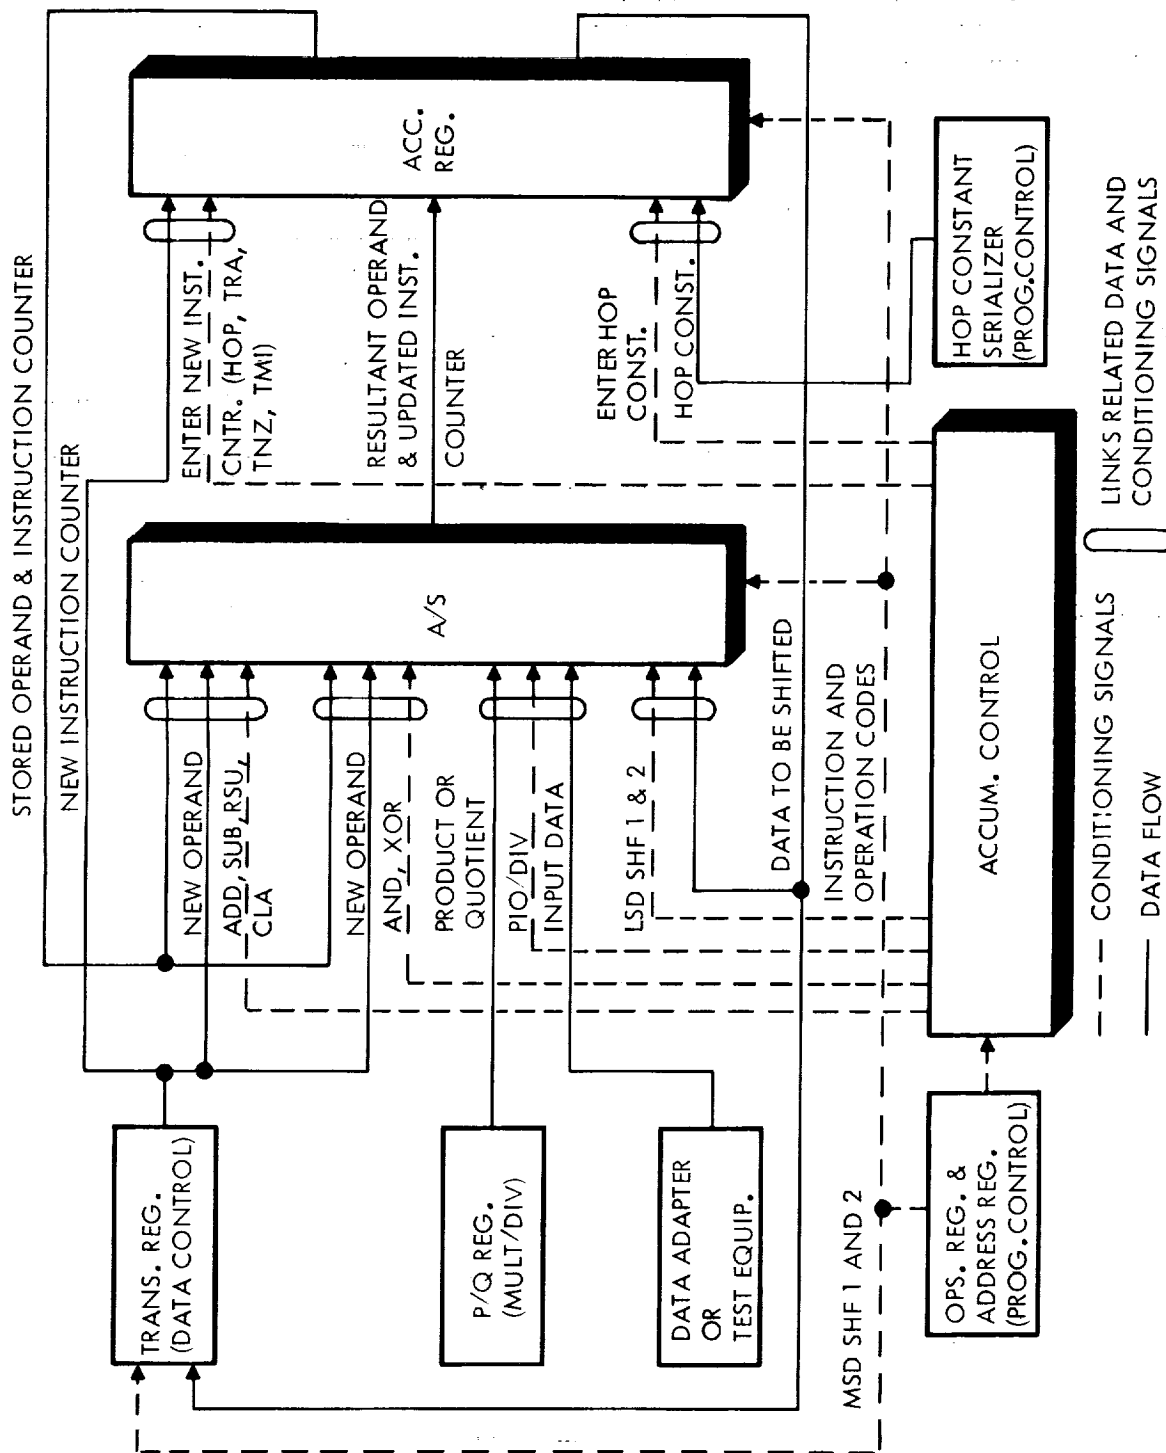 STORED OPERAND & INSTRUCTION COUNTER
NEW INSTRUCTION COUNTER
TRANS. REG.
(DATA CONTROL)
NEW OPERAND
ADD, SUB, RSU,
CLA
NEW OPERAND
AND, XOR
P/Q REG.
(MULT/DIV)
PRODUCT OR
QUOTIENT
PIO/DIV
INPUT DATA
DATA ADAPTER
OR
TEST EQUIP.
LSD SHF 1 & 2
A/S
ENTER NEW INST.
CNTR. (HOP, TRA,
TNZ, TMI)
RESULTANT OPERAND
& UPDATED INST.
COUNTER
ACC.
REG.
ENTER HOP
CONST.
HOP CONST.
DATA TO BE SHIFTED
MSD SHF 1 AND 2
INSTRUCTION AND
OPERATION CODES
OPS. REG. &
ADDRESS REG.
(PROG.CONTROL)
ACCUM. CONTROL
HOP CONSTANT
SERIALIZER
(PROG.CONTROL)
CONDITIONING SIGNALS
DATA FLOW
LINKS RELATED DATA AND
CONDITIONING SIGNALS